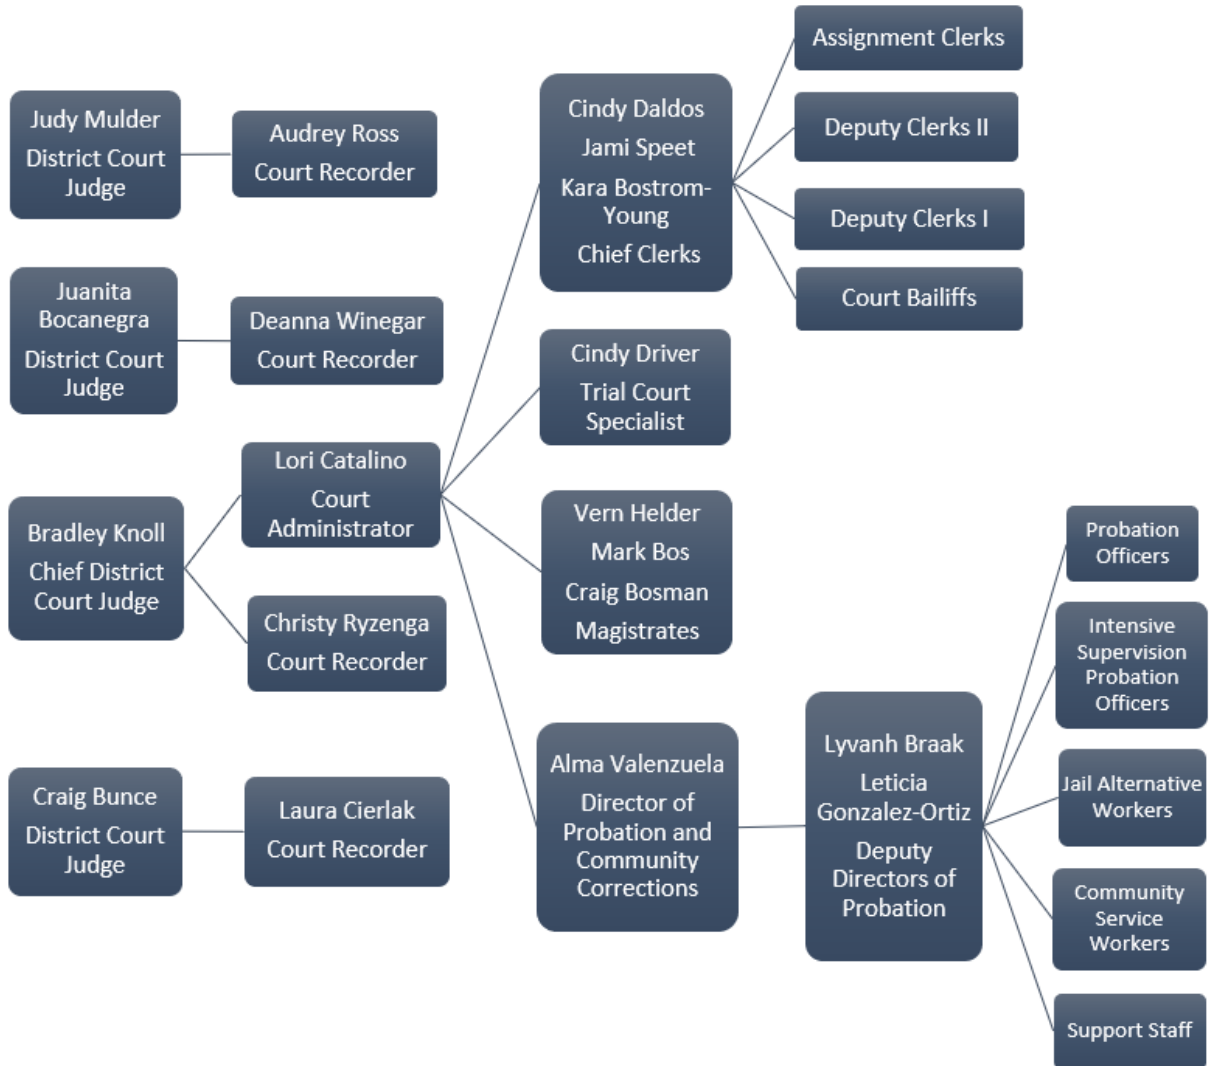 Judy Mulder
District Court
Judge
Audrey Ross
Court Recorder
Juanita
Bocanegra
District Court
Judge
Deanna Winegar
Court Recorder
Bradley Knoll
Chief District
Court Judge
Lori Catalino
Court
Administrator
Christy Ryzenga
Court Recorder
Craig Bunce
District Court
Judge
Laura Cierlak
Court Recorder
Cindy Daldos
Jami Speet
Kara Bostrom-
Young
Chief Clerks
Assignment Clerks
Deputy Clerks II
Deputy Clerks I
Court Bailiffs
Cindy Driver
Trial Court
Specialist
Vern Helder
Mark Bos
Craig Bosman
Magistrates
Alma Valenzuela
Director of
Probation and
Community
Corrections
Lyvanh Braak
Leticia
Gonzalez-Ortiz
Deputy
Directors of
Probation
Probation
Officers
Intensive
Supervision
Probation
Officers
Jail Alternative
Workers
Community
Service
Workers
Support Staff